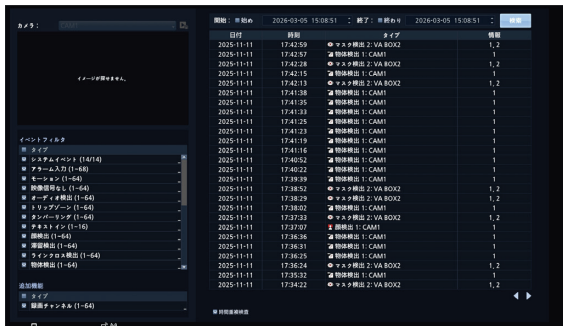 カメラ：
開始： 始め 2026-03-05 15:08:51 終了： 終わり 2026-03-05 15:08:51 検索
イメージが探せません。
日付 時刻 タイプ 情報
2025-11-11 17:42:59 マスク検出 2: VA BOX2 1, 2
2025-11-11 17:42:57 物体検出 1: CAM1 1
2025-11-11 17:42:28 マスク検出 2: VA BOX2 1, 2
2025-11-11 17:42:15 物体検出 1: CAM1 1
2025-11-11 17:42:13 マスク検出 2: VA BOX2 1, 2
2025-11-11 17:41:38 物体検出 1: CAM1 1
2025-11-11 17:41:35 物体検出 1: CAM1 1
2025-11-11 17:41:33 物体検出 1: CAM1 1
2025-11-11 17:41:25 物体検出 1: CAM1 1
2025-11-11 17:41:23 物体検出 1: CAM1 1
2025-11-11 17:41:19 物体検出 1: CAM1 1
2025-11-11 17:41:16 物体検出 1: CAM1 1
2025-11-11 17:40:52 物体検出 1: CAM1 1
2025-11-11 17:40:22 物体検出 1: CAM1 1
2025-11-11 17:39:39 物体検出 1: CAM1 1
2025-11-11 17:38:52 マスク検出 2: VA BOX2 1, 2
2025-11-11 17:38:29 マスク検出 2: VA BOX2 1, 2
2025-11-11 17:38:02 物体検出 1: CAM1 1
2025-11-11 17:37:33 マスク検出 2: VA BOX2 1, 2
2025-11-11 17:37:07 顔検出 1: CAM1 1
2025-11-11 17:36:36 物体検出 1: CAM1 1
2025-11-11 17:36:31 物体検出 1: CAM1 1
2025-11-11 17:36:25 物体検出 1: CAM1 1
2025-11-11 17:36:24 マスク検出 2: VA BOX2 1, 2
2025-11-11 17:35:32 マスク検出 2: VA BOX2 1, 2
2025-11-11 17:34:22 マスク検出 2: VA BOX2 1, 2
イベントフィルタ
タイプ
システムイベント (14/14)
アラーム入力 (1~68)
モーション (1~64)
映像信号なし (1~64)
オーディオ検出 (1~64)
トリップゾーン (1~64)
タンパーリング (1~64)
テキストイン (1~16)
顔検出 (1~64)
滞留検出 (1~64)
ラインクロス検出 (1~64)
物体検出 (1~64)
追加機能
タイプ
録画チャンネル (1~64)
時間重複検査